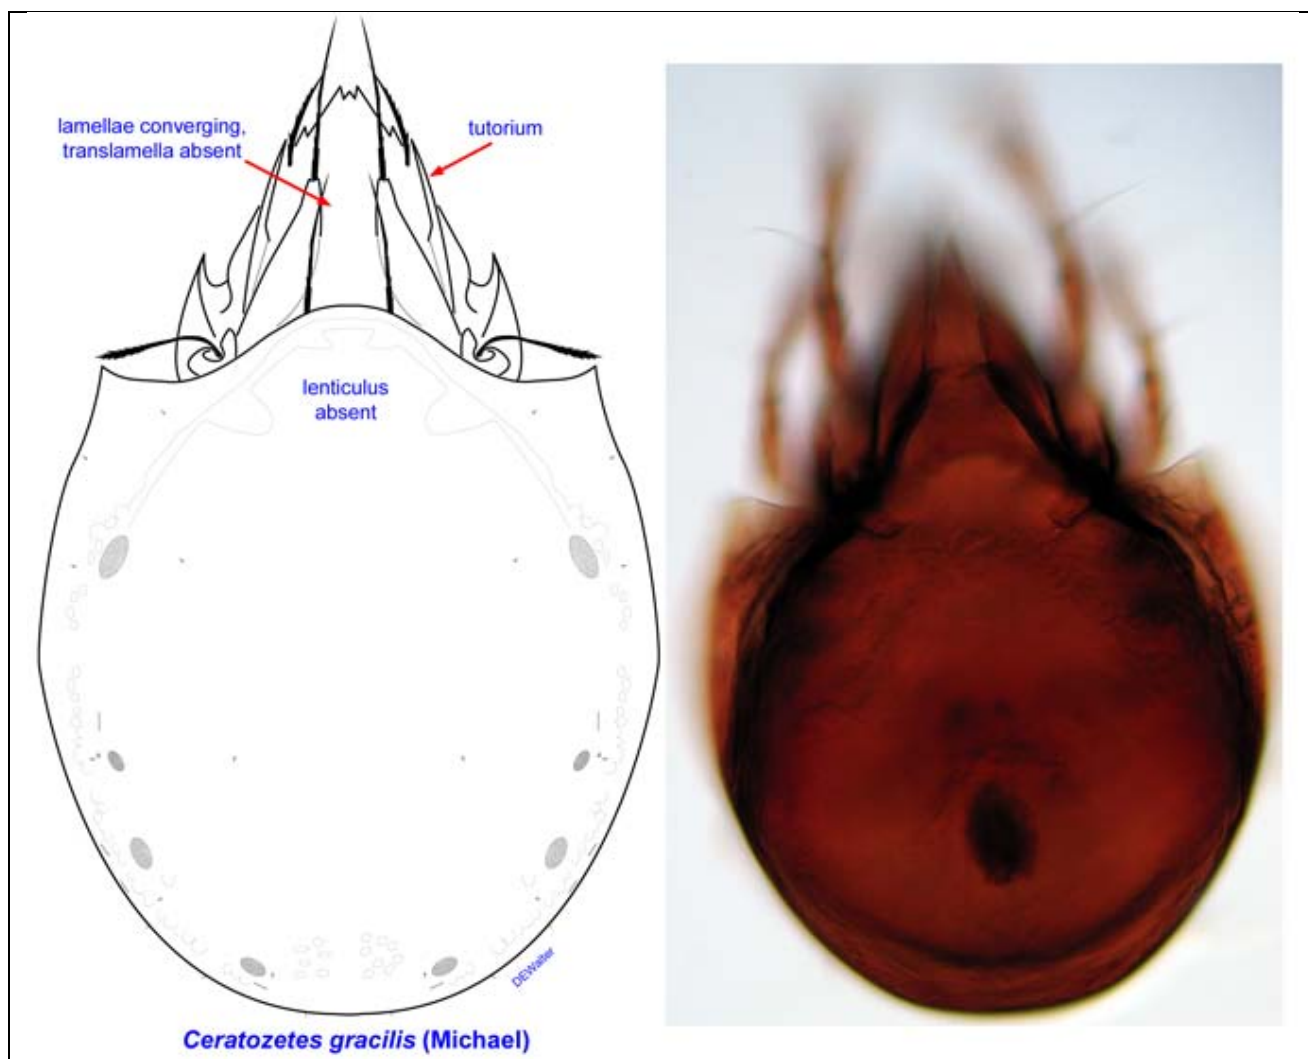 lamellae converging,
translamella absent
tutorium
lenticulus
absent
DEWalter
Ceratozetes gracilis (Michael)